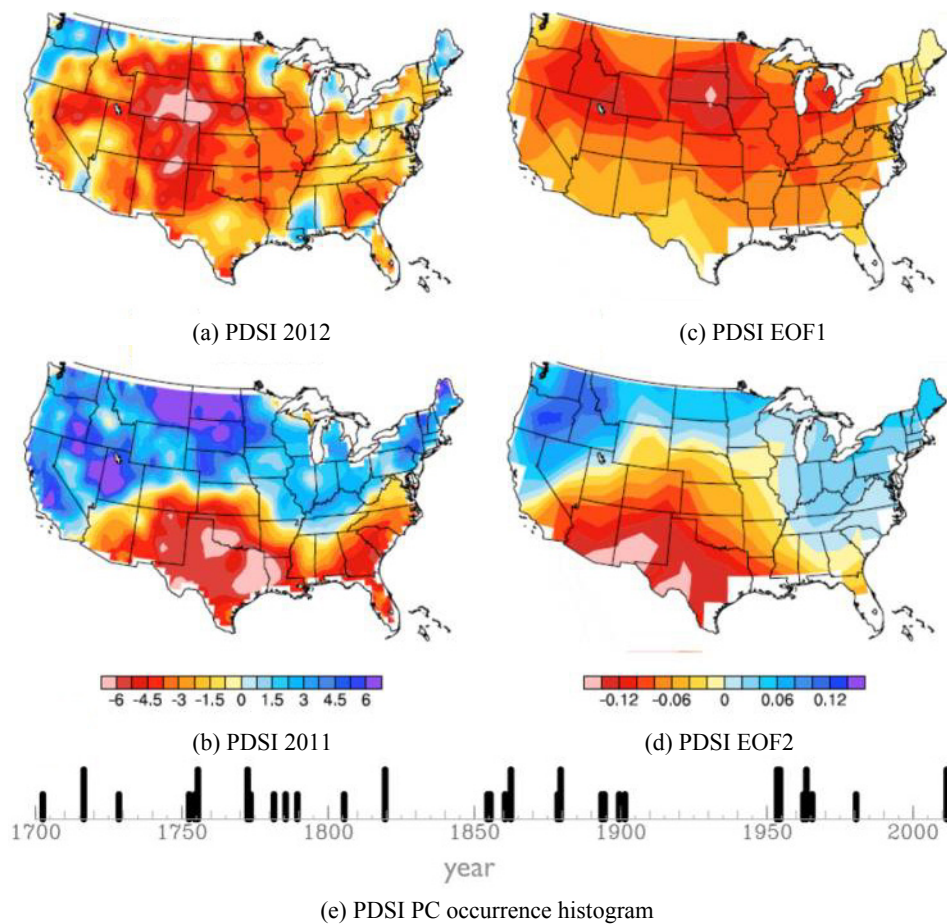 (a) PDSI 2012
(c) PDSI EOF1
-6 -4.5 -3 -1.5 0 1.5 3 4.5 6
-0.12 -0.06 0 0.06 0.12
(b) PDSI 2011
(d) PDSI EOF2
1700 1750 1800 1850 1900 1950 2000
year
(e) PDSI PC occurrence histogram